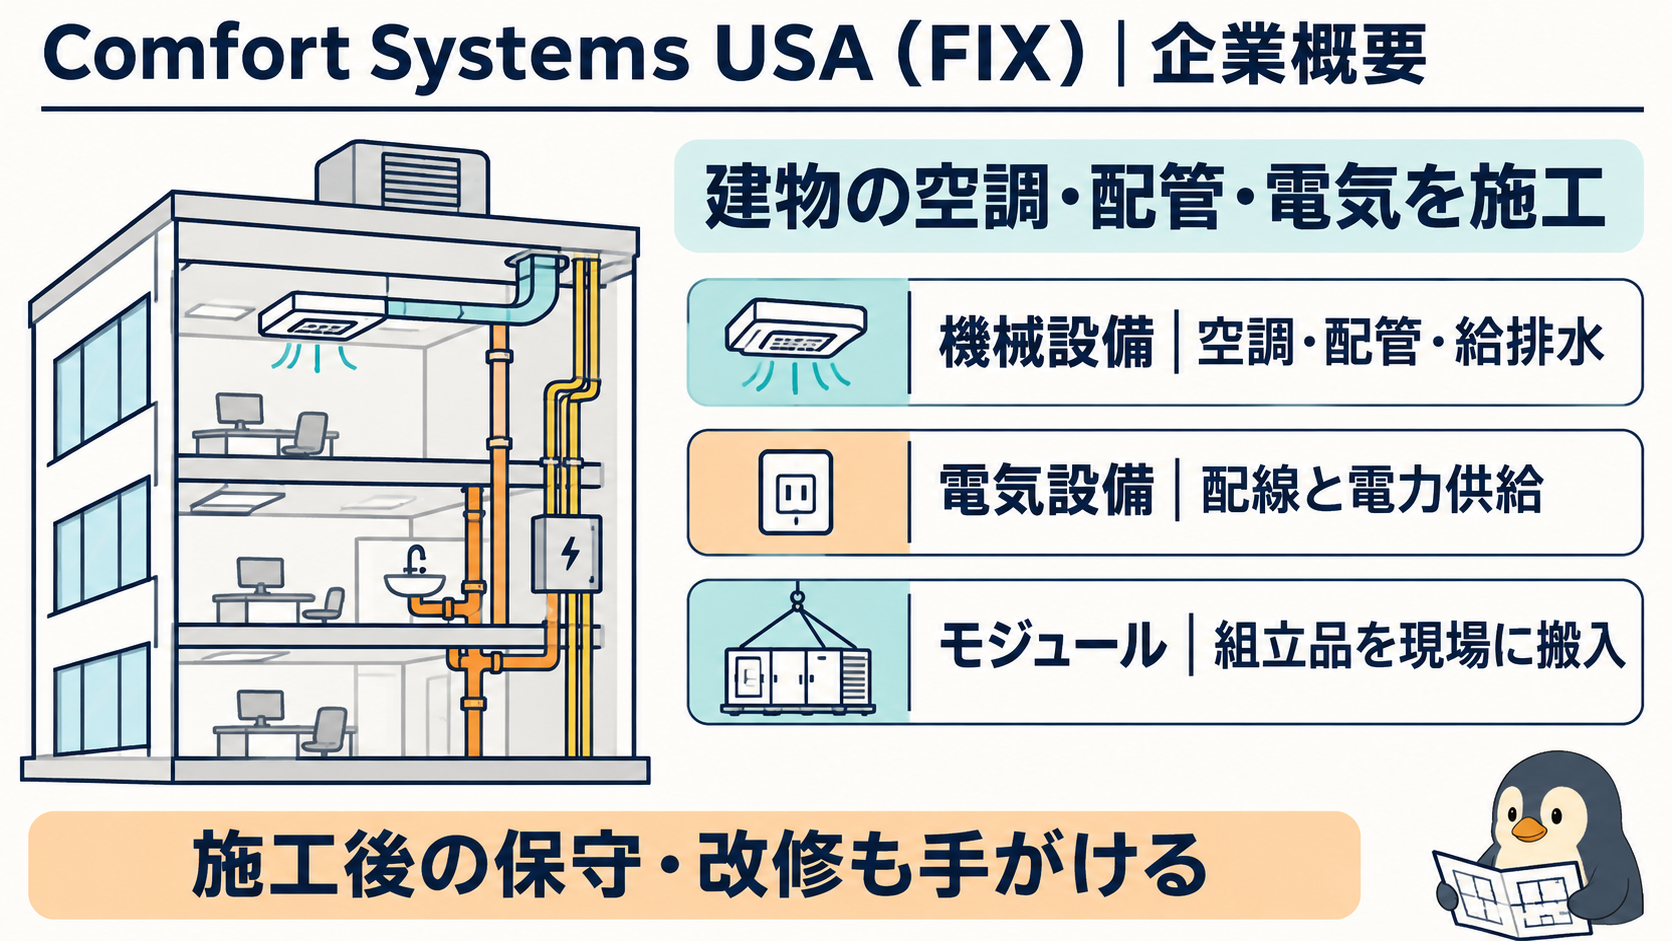 Comfort Systems USA（FIX）｜企業概要
建物の空調・配管・電気を施工
機械設備｜空調・配管・給排水
電気設備｜配線と電力供給
モジュール｜組立品を現場に搬入
施工後の保守・改修も手がける